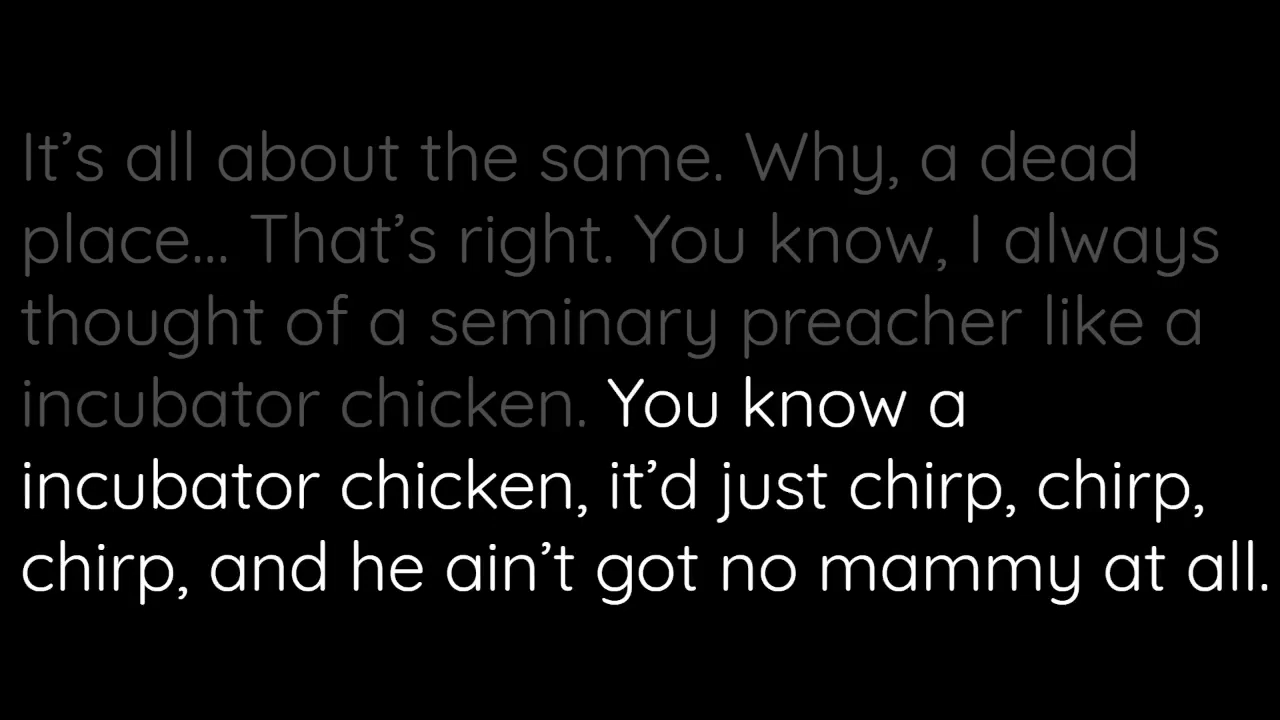 It’s all about the same. Why, a dead
place... That’s right. You know, I always
thought of a seminary preacher like a
incubator chicken. You know a
incubator chicken, it’d just chirp, chirp,
chirp, and he ain’t got no mammy at all.